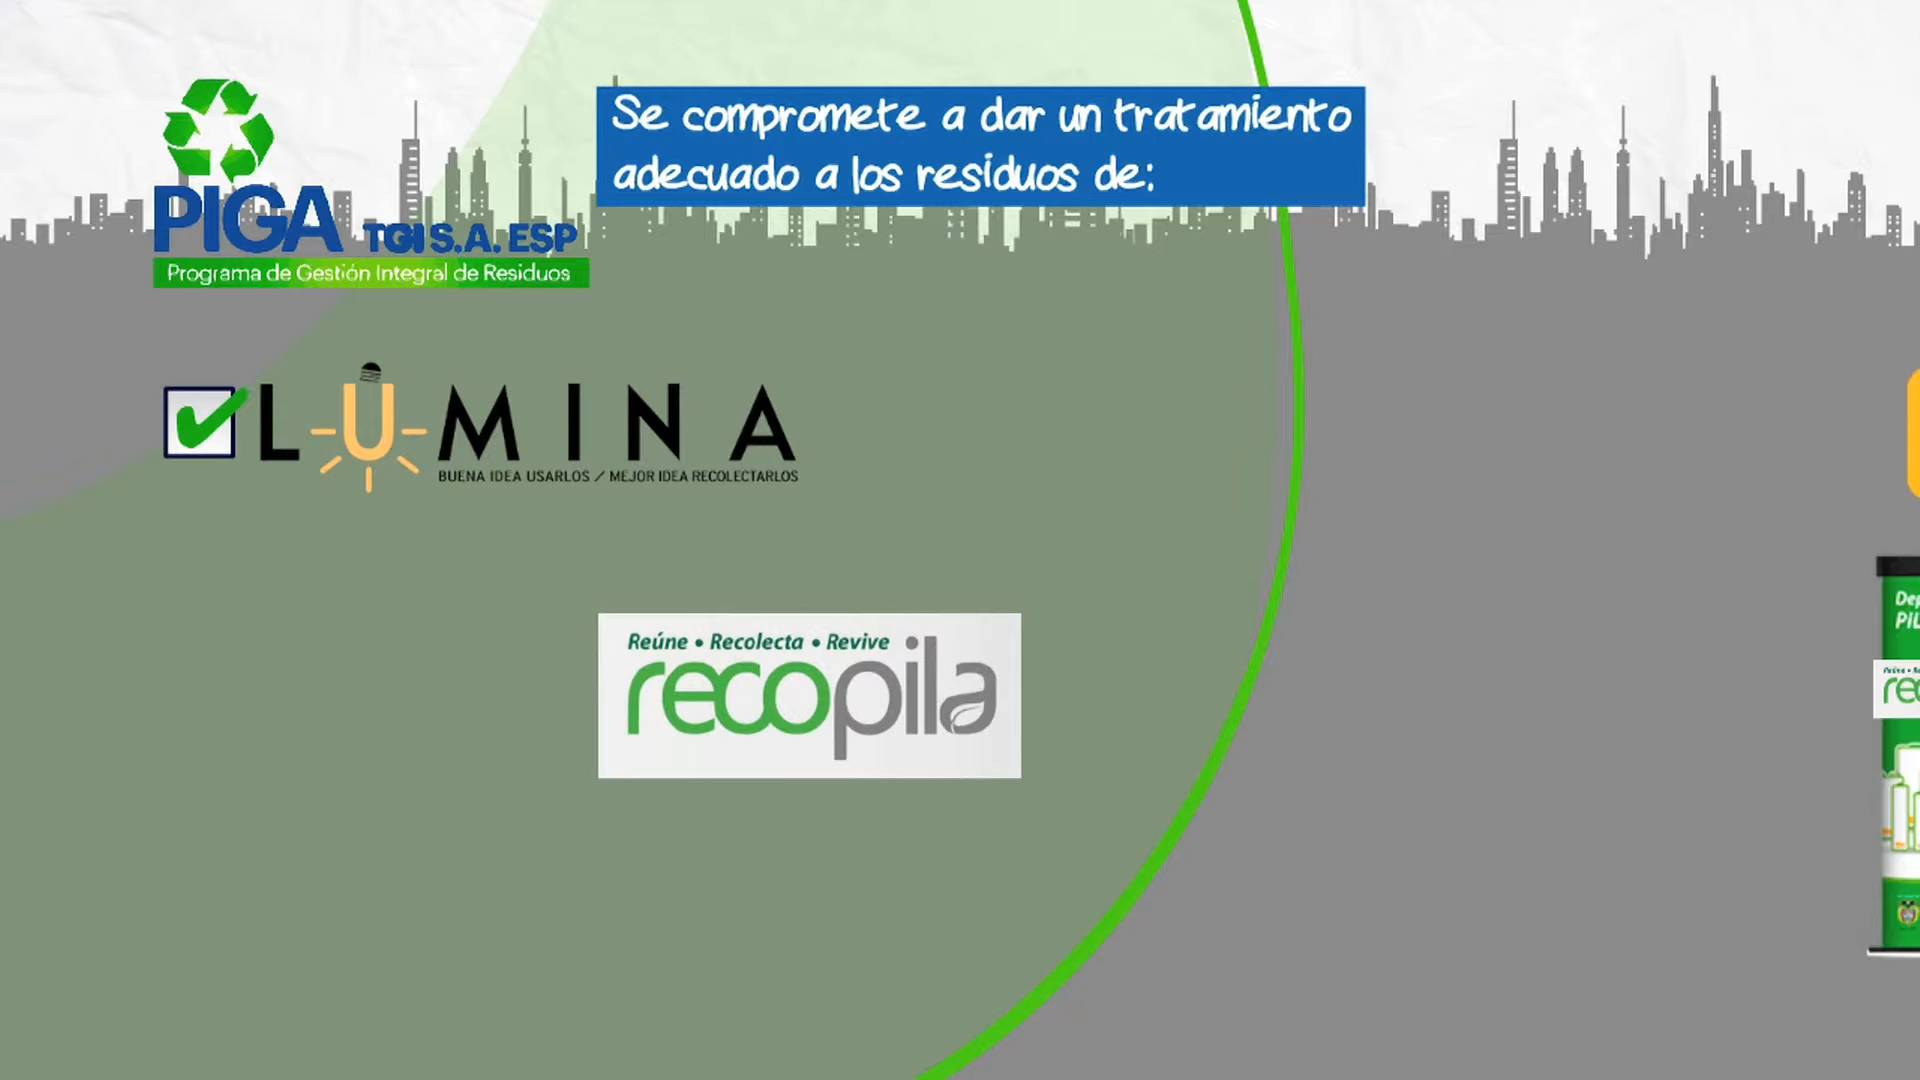 Se compromete a dar un tratamiento
adecuado a los residuos de:
PIGA TGI S.A. ESP
Programa de Gestión Integral de Residuos
LUMINA
BUENA IDEA USARLOS / MEJOR IDEA RECOLECTARLOS
Reúne • Recolecta • Revive
recopila